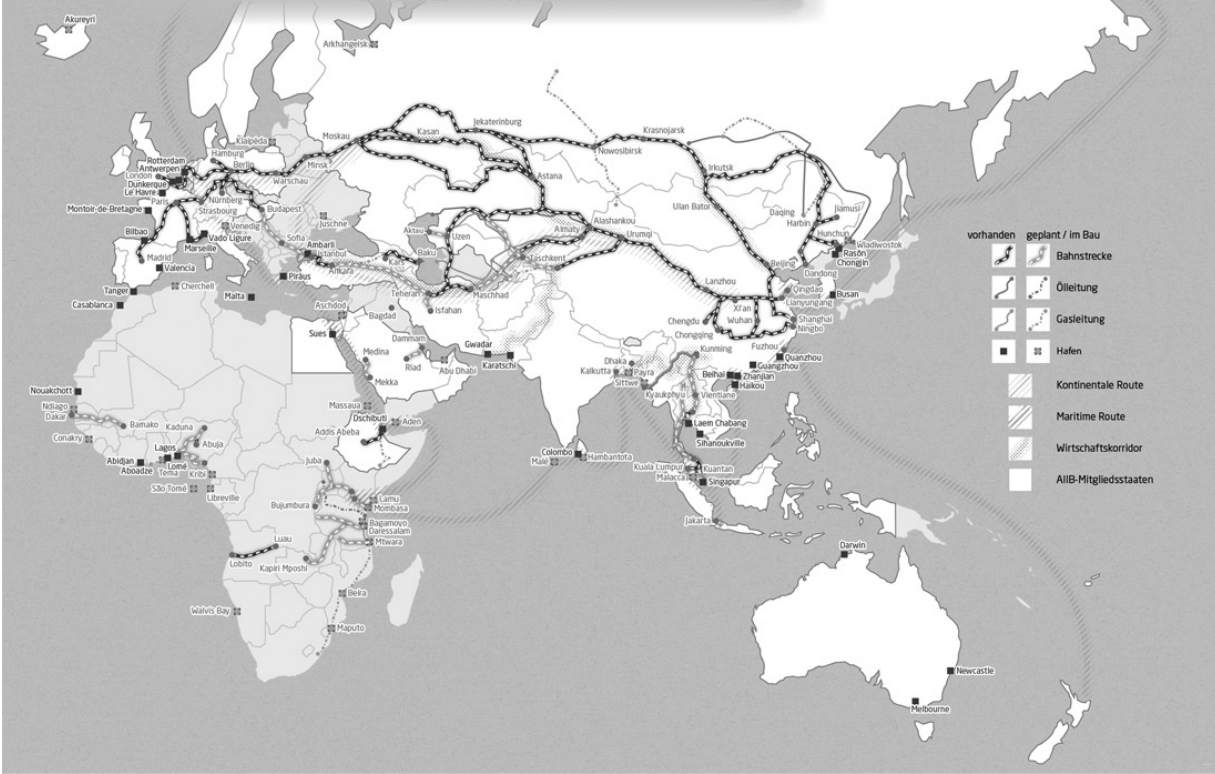 Akureyri
Arkhangelsk
Jekaterinburg
Krasnojarsk
Moskau
Kasan
Nowosibirsk
Klaipėda
Hamburg
Rotterdam
Antwerpen
London
Dunkerque
Le Havre
Paris
Berlin
Minsk
Warschau
Nürnberg
Strasbourg
Budapest
Astana
Irkutsk
Ulan Bator
Daqing
Harbin
Jiamusi
Hunchun
Wladiwostok
Rasŏn
Chongjin
Montoir-de-Bretagne
Bilbao
Madrid
Valencia
Marseille
Vado Ligure
Venedig
Juschne
Sofia
Ambarli
Istanbul
Ankara
Kars
Piräus
Aktau
Uzen
Baku
Almaty
Alashankou
Urumqi
Taschkent
Teheran
Maschhad
Isfahan
Beijing
Dandong
Lanzhou
Qingdao
Lianyungang
Busan
Xi'an
Wuhan
Shanghai
Ningbo
Chengdu
Chongqing
Tanger
Casablanca
Cherchell
Malta
Aschdod
Bagdad
Sues
Dammam
Medina
Riad
Mekka
Abu Dhabi
Gwadar
Karatschi
Kunming
Fuzhou
Quanzhou
Guangzhou
Dhaka
Kalkutta
Payra
Sittwe
Kyaukphyu
Vientiane
Beihai
Zhanjian
Haikou
Nouakchott
Ndiago
Dakar
Bamako
Kaduna
Abuja
Conakry
Lagos
Abidjan
Aboadze
Lomé
Tema
Kribi
São Tomé
Libreville
Massaua
Dschibuti
Aden
Addis Abeba
Juba
Colombo
Hambantota
Malé
Laem Chabang
Sihanoukville
Kuala Lumpur
Kuantan
Malacca
Singapur
Jakarta
Bujumbura
Lamu
Mombasa
Bagamoyo
Daressalam
Mtwara
Luau
Lobito
Kapiri Mposhi
Beira
Walvis Bay
Maputo
Darwin
Newcastle
Melbourne
vorhanden geplant / im Bau
Bahnstrecke
Ölleitung
Gasleitung
Hafen
Kontinentale Route
Maritime Route
Wirtschaftskorridor
AIIB-Mitgliedsstaaten